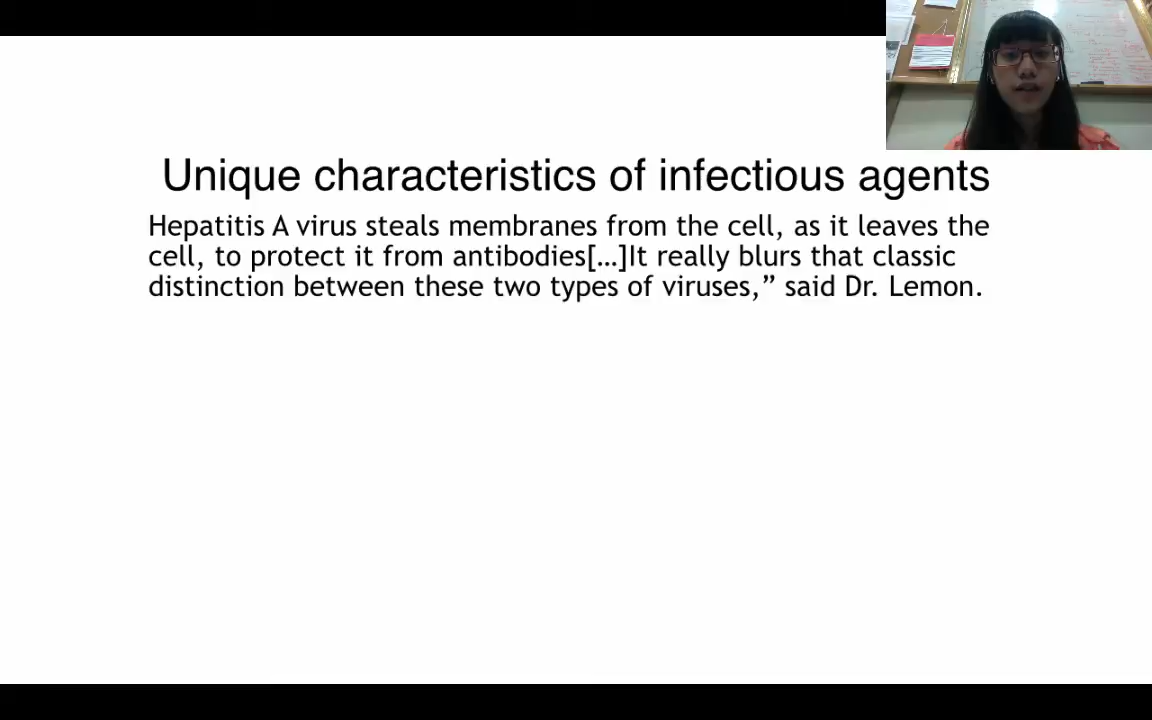 Unique characteristics of infectious agents
Hepatitis A virus steals membranes from the cell, as it leaves the
cell, to protect it from antibodies[…]It really blurs that classic
distinction between these two types of viruses,” said Dr. Lemon.